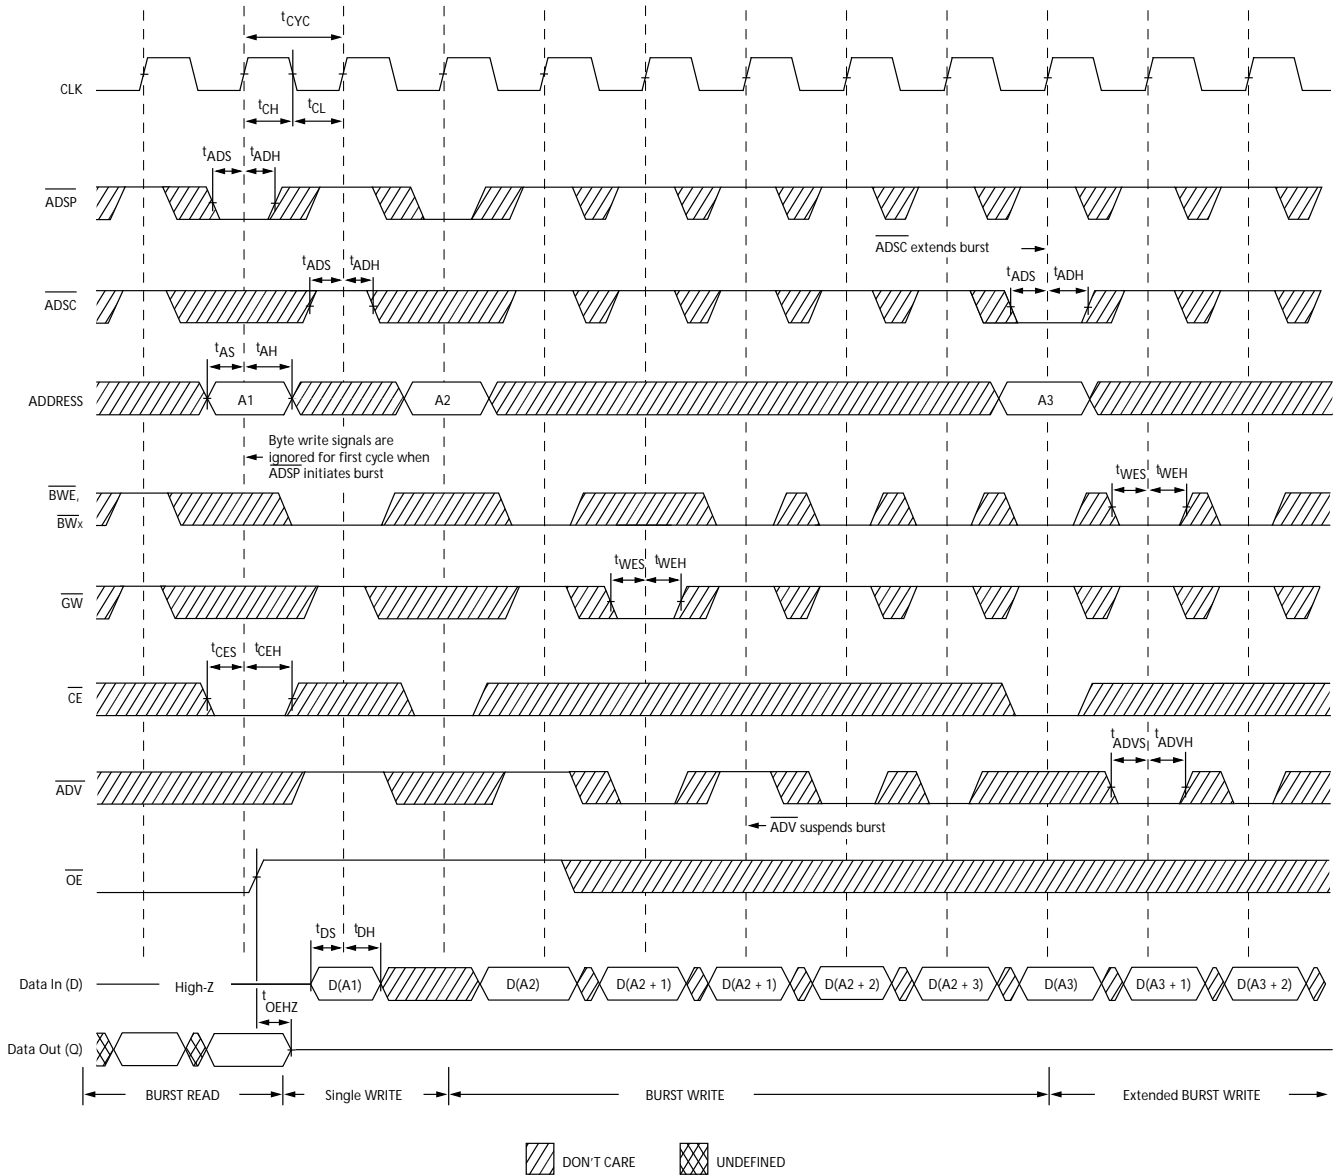 tCYC
CLK
tCH
tCL
tADS
tADH
ADSP
ADSC extends burst
tADS
tADH
tADS
tADH
ADSC
tAS
tAH
ADDRESS
A1
A2
A3
Byte write signals are
ignored for first cycle when
ADSP initiates burst
BWE,
BWx
tWES
tWEH
tWES
tWEH
GW
tCES
tCEH
CE
tADVS
tADVH
ADV
ADV suspends burst
OE
tDS
tDH
Data In (D)
High-Z
D(A1)
D(A2)
D(A2 + 1)
D(A2 + 1)
D(A2 + 2)
D(A2 + 3)
D(A3)
D(A3 + 1)
D(A3 + 2)
tOEHZ
Data Out (Q)
BURST READ
Single WRITE
BURST WRITE
Extended BURST WRITE
DON'T CARE
UNDEFINED